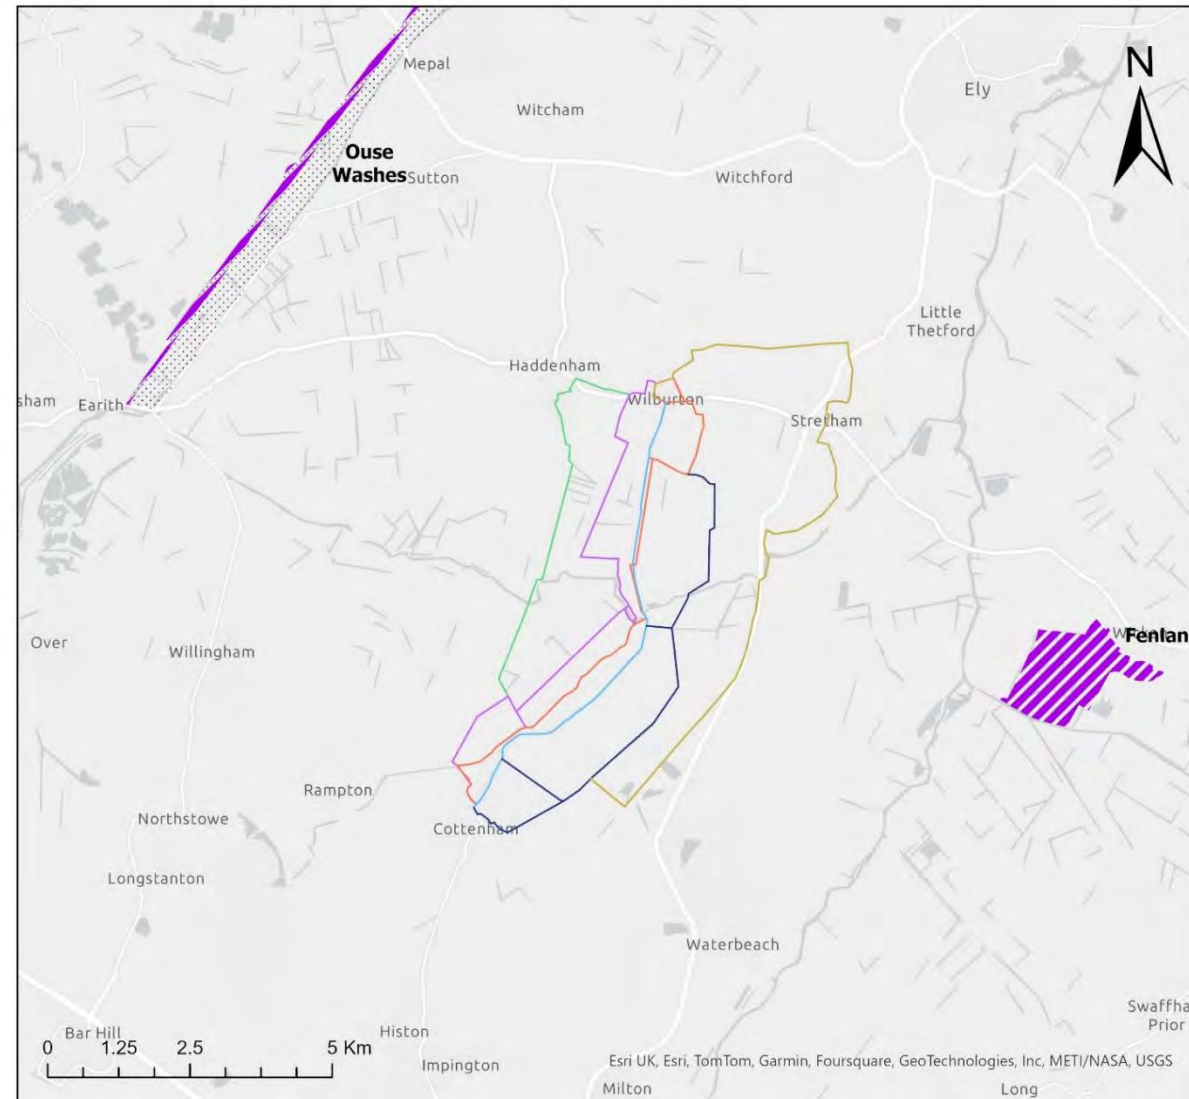 N
Mepal
Ely
Witcham
Ouse
Washes
Sutton
Witchford
Little
Thetford
Haddenham
sham
Earith
Wilburton
Stretham
Over
Willingham
Fenlan
Rampton
Northstowe
Cottenham
Longstanton
Waterbeach
Swaffha
Prior
Bar Hill
Histon
0 1.25 2.5 5 Km
Impington
Esri UK, Esri, TomTom, Garmin, Foursquare, GeoTechnologies, Inc, METI/NASA, USGS
Milton
Long